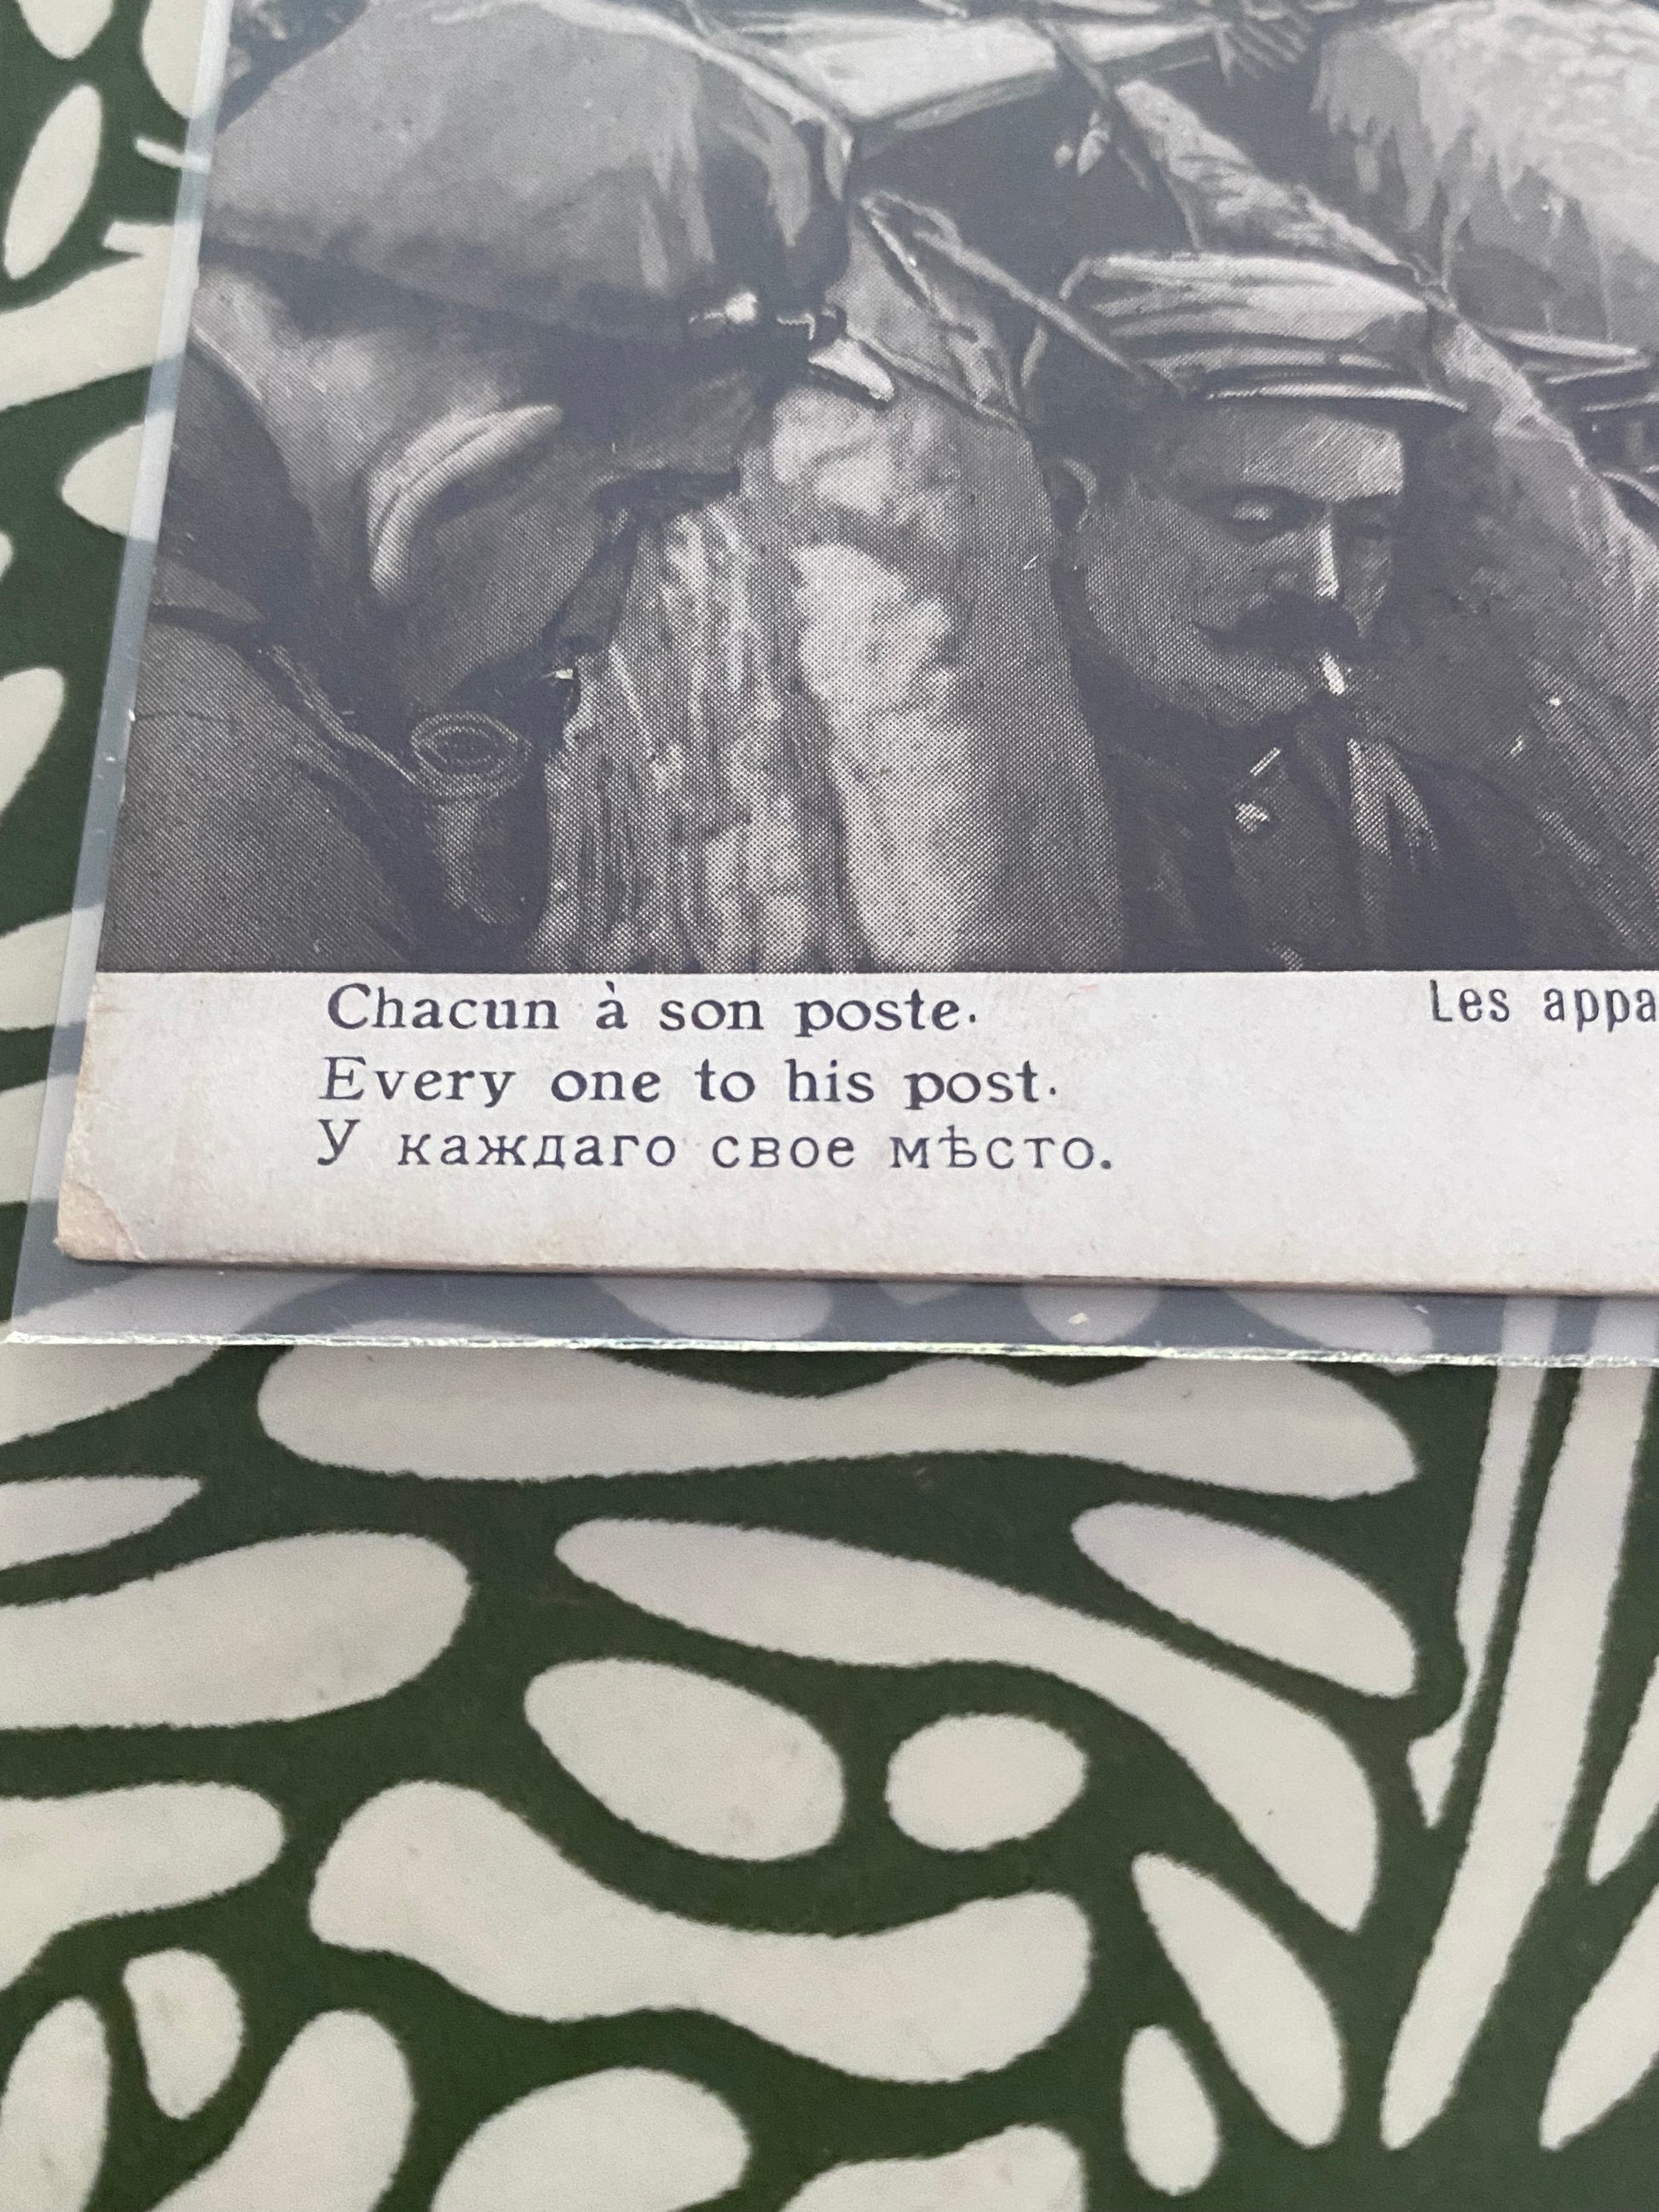 Chacun à son poste.
Every one to his post.
У каждаго свое мѣсто.
Les appa